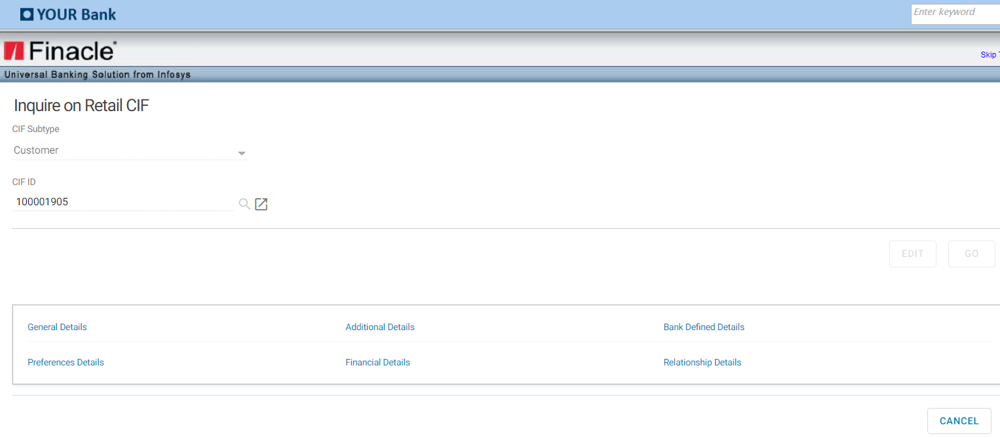 YOUR Bank
Enter keyword
Finacle
Skip
Universal Banking Solution from Infosys
Inquire on Retail CIF
CIF Subtype
Customer
CIF ID
100001905
EDIT GO
General Details Additional Details Bank Defined Details
Preferences Details Financial Details Relationship Details
CANCEL